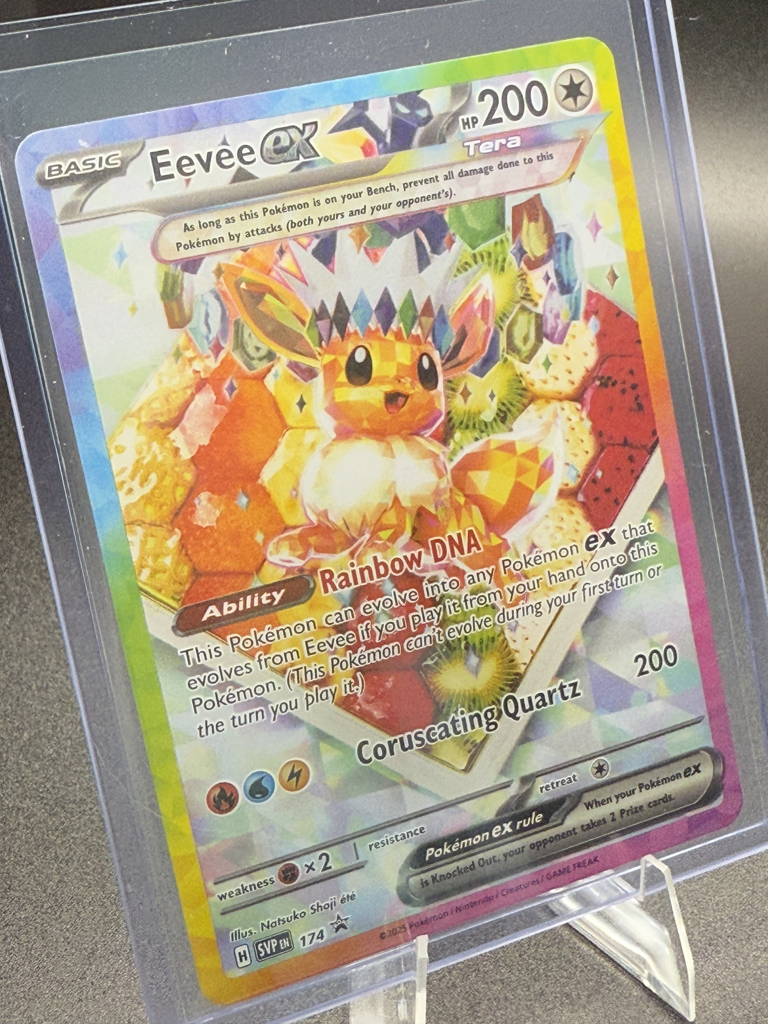 BASIC Eevee ex HP 200
Tera
As long as this Pokémon is on your Bench, prevent all damage done to this
Pokémon by attacks (both yours and your opponent's).
Ability Rainbow DNA
This Pokémon can evolve into any Pokémon ex that
evolves from Eevee if you play it from your hand onto this
Pokémon. (This Pokémon can't evolve during your first turn or
the turn you play it.)
Coruscating Quartz 200
weakness ×2 resistance retreat
Pokémon ex rule When your Pokémon ex
is Knocked Out, your opponent takes 2 Prize cards.
Illus. Natsuko Shoji été
H SVP EN 174
©2025 Pokémon / Nintendo / Creatures / GAME FREAK